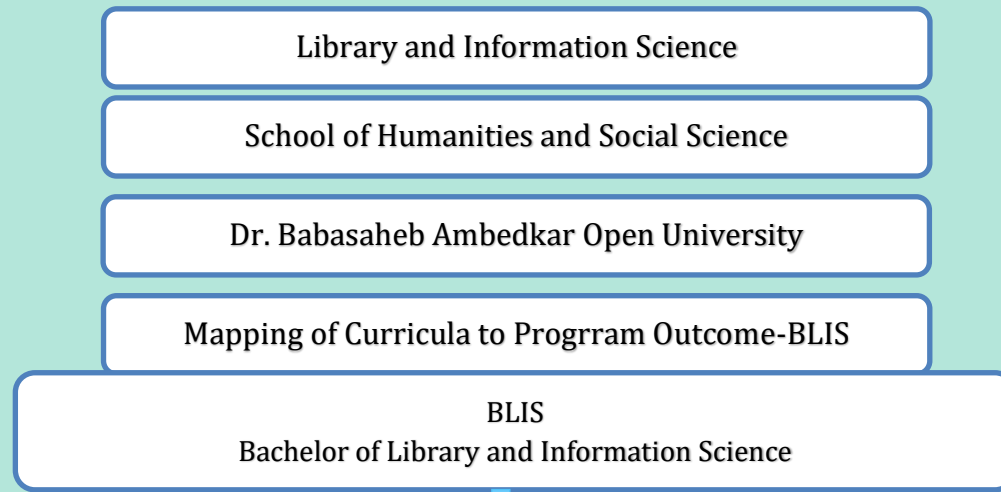 Library and Information Science
School of Humanities and Social Science
Dr. Babasaheb Ambedkar Open University
Mapping of Curricula to Progrram Outcome-BLIS
BLIS
Bachelor of Library and Information Science